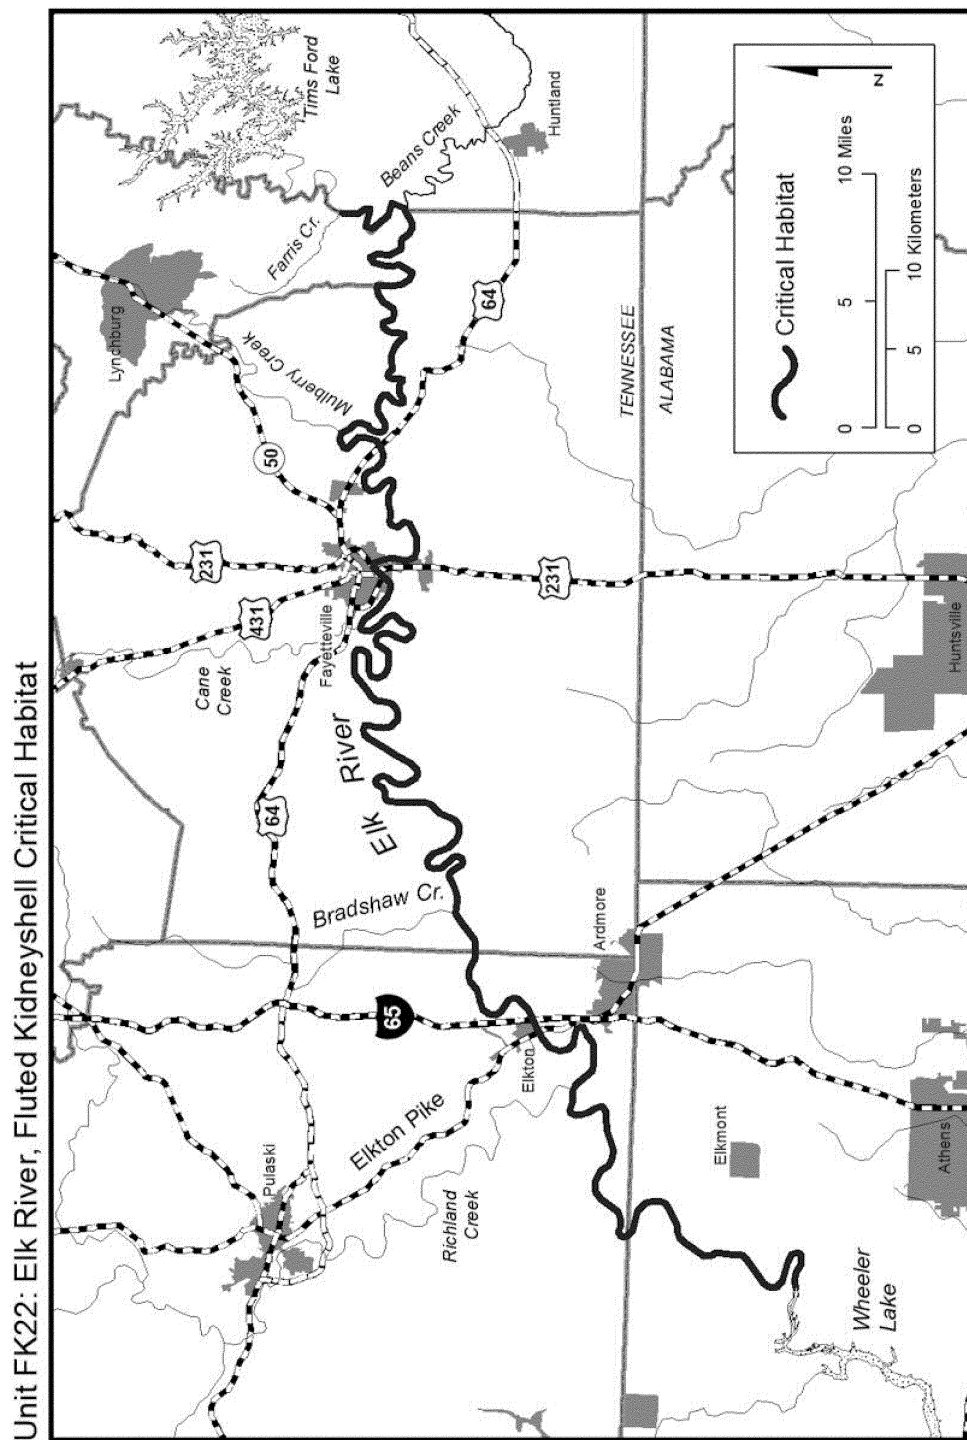 Unit FK22: Elk River, Fluted Kidneyshell Critical Habitat
Tims Ford
Lake
Lynchburg
Farris Cr.
Beans Creek
Huntland
Mulberry Creek
50
64
231
431
Cane
Creek
Fayetteville
64
231
Elk River
Bradshaw Cr.
65
Pulaski
Elkton Pike
Elkton
Ardmore
Richland
Creek
TENNESSEE
ALABAMA
Elkmont
Athens
Huntsville
Wheeler
Lake
Critical Habitat
0 5 10 Miles
0 5 10 Kilometers
N